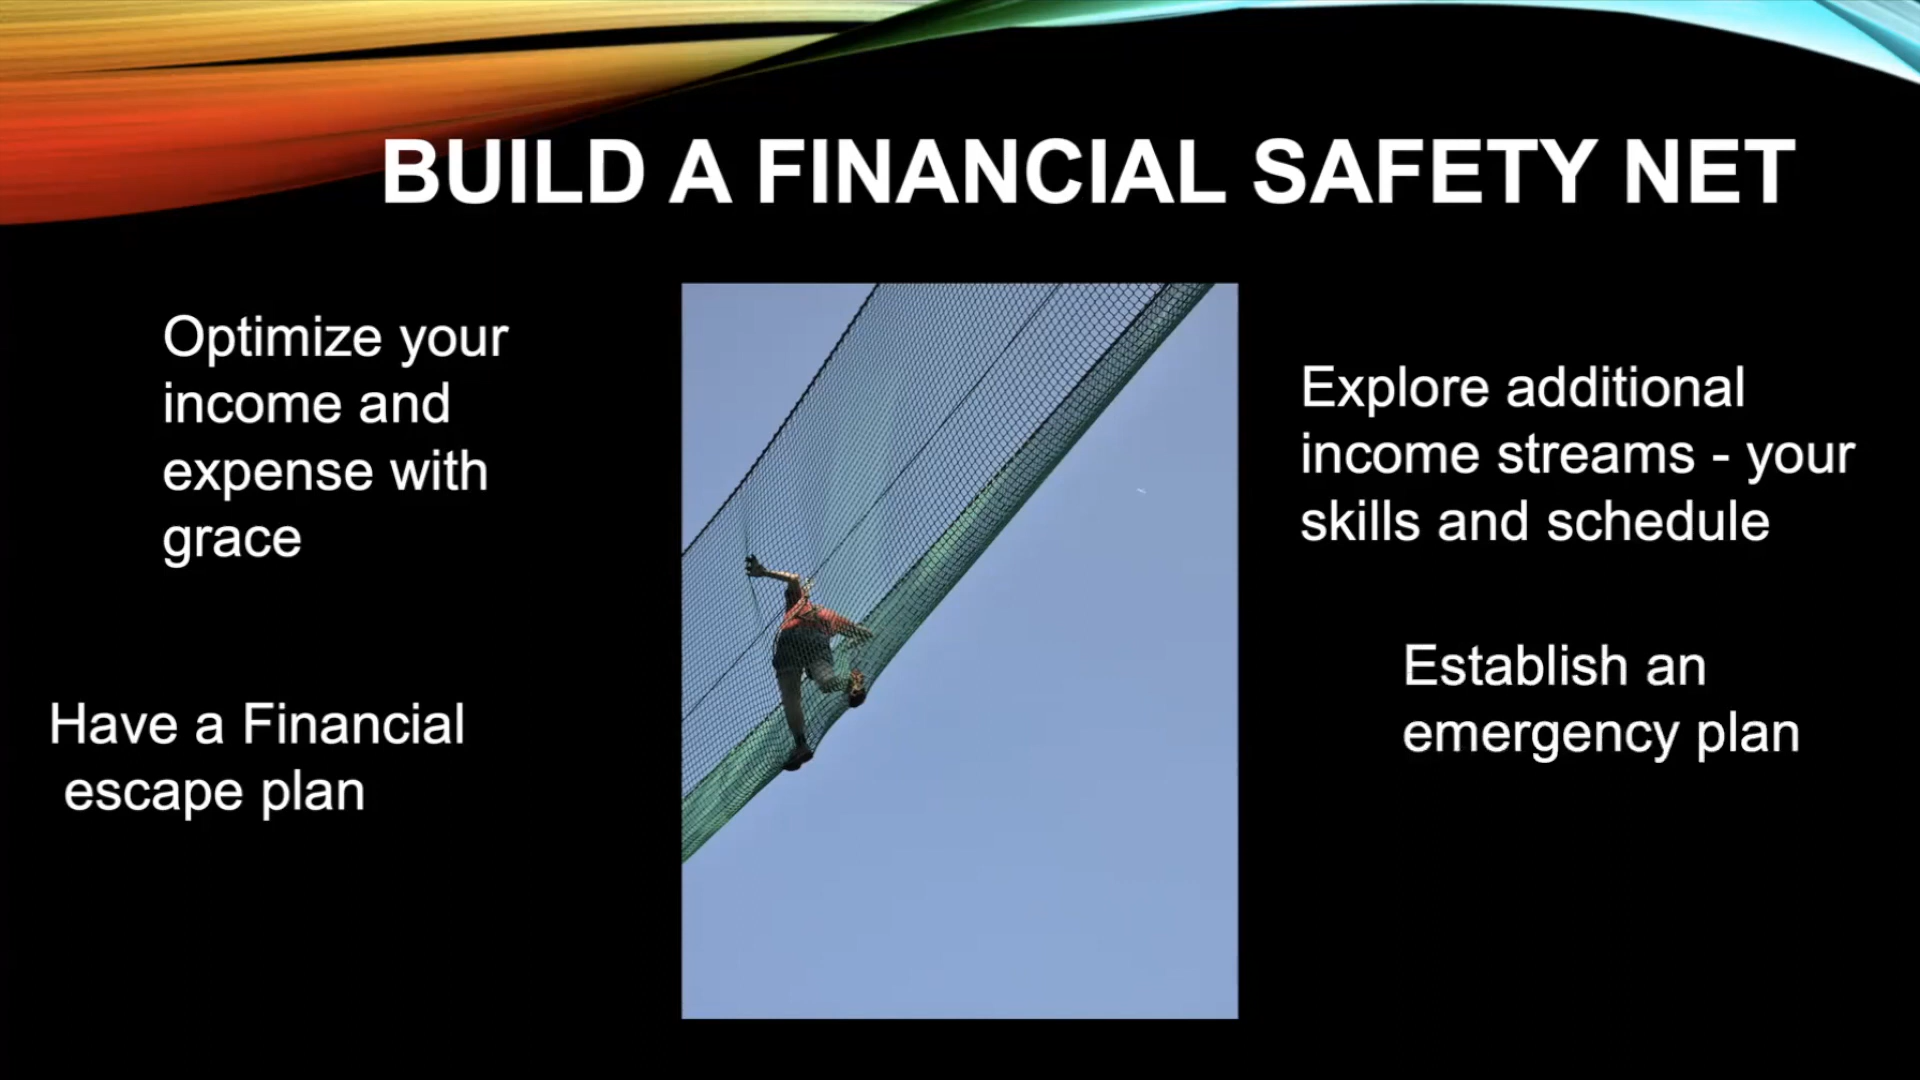 BUILD A FINANCIAL SAFETY NET
Optimize your
income and
expense with
grace
Have a Financial
escape plan
Explore additional
income streams - your
skills and schedule
Establish an
emergency plan